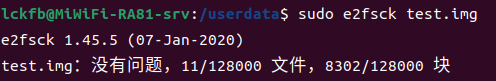 lckfb@MiWiFi-RA81-srv:/userdata$ sudo e2fsck test.img
e2fsck 1.45.5 (07-Jan-2020)
test.img：没有问题，11/128000 文件，8302/128000 块